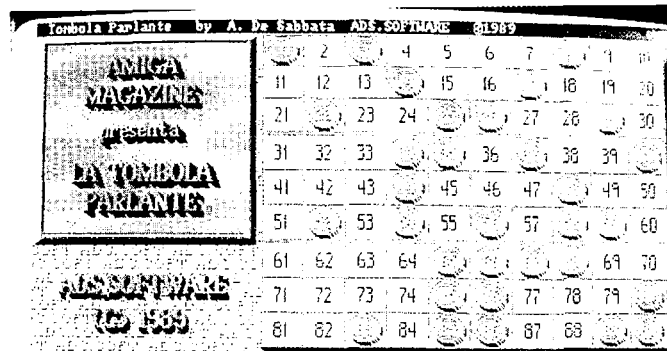 Tombola Parlante by A. De Sabbata ADS.SOFTWARE ©1989
AMIGA
MAGAZINE
presenta
LA TOMBOLA
PARLANTE.
ADS.SOFTWARE
(C) 1989
2 4 5 6 7 9 10
11 12 13 15 16 18 19 20
21 23 24 27 28 30
31 32 33 36 38 39
41 42 43 45 46 47 49 50
51 53 55 57 60
61 62 63 64 69 70
71 72 73 74 77 78 79
81 82 84 87 88